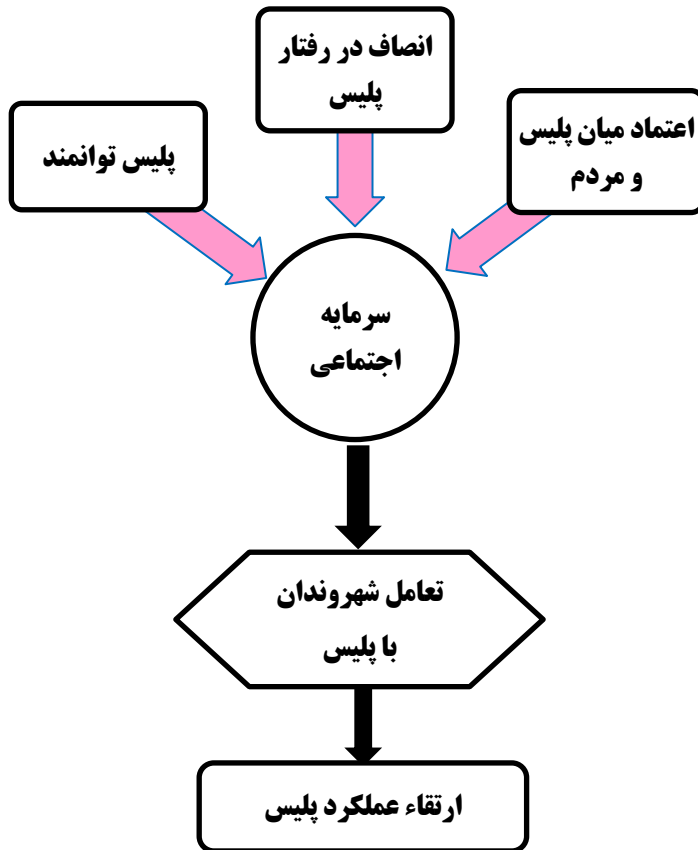 انصاف در رفتار
پلیس
اعتماد میان پلیس
و مردم
پلیس توانمند
سرمایه
اجتماعی
تعامل شهروندان
با پلیس
ارتقاء عملکرد پلیس